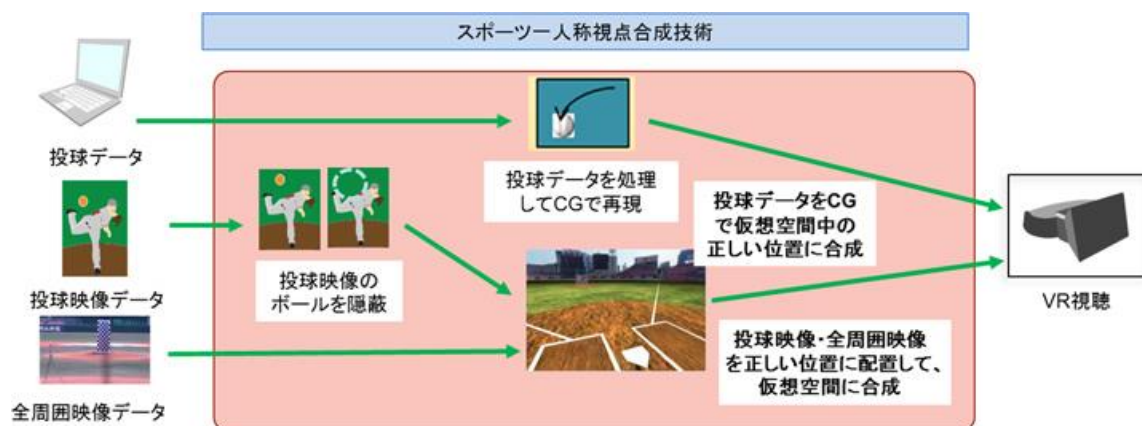 スポーツ一人称視点合成技術
投球データ
投球データを処理
してCGで再現
投球データをCG
で仮想空間中の
正しい位置に合成
投球映像データ
投球映像の
ボールを隠蔽
VR視聴
投球映像・全周囲映像
を正しい位置に配置して、
仮想空間に合成
全周囲映像データ